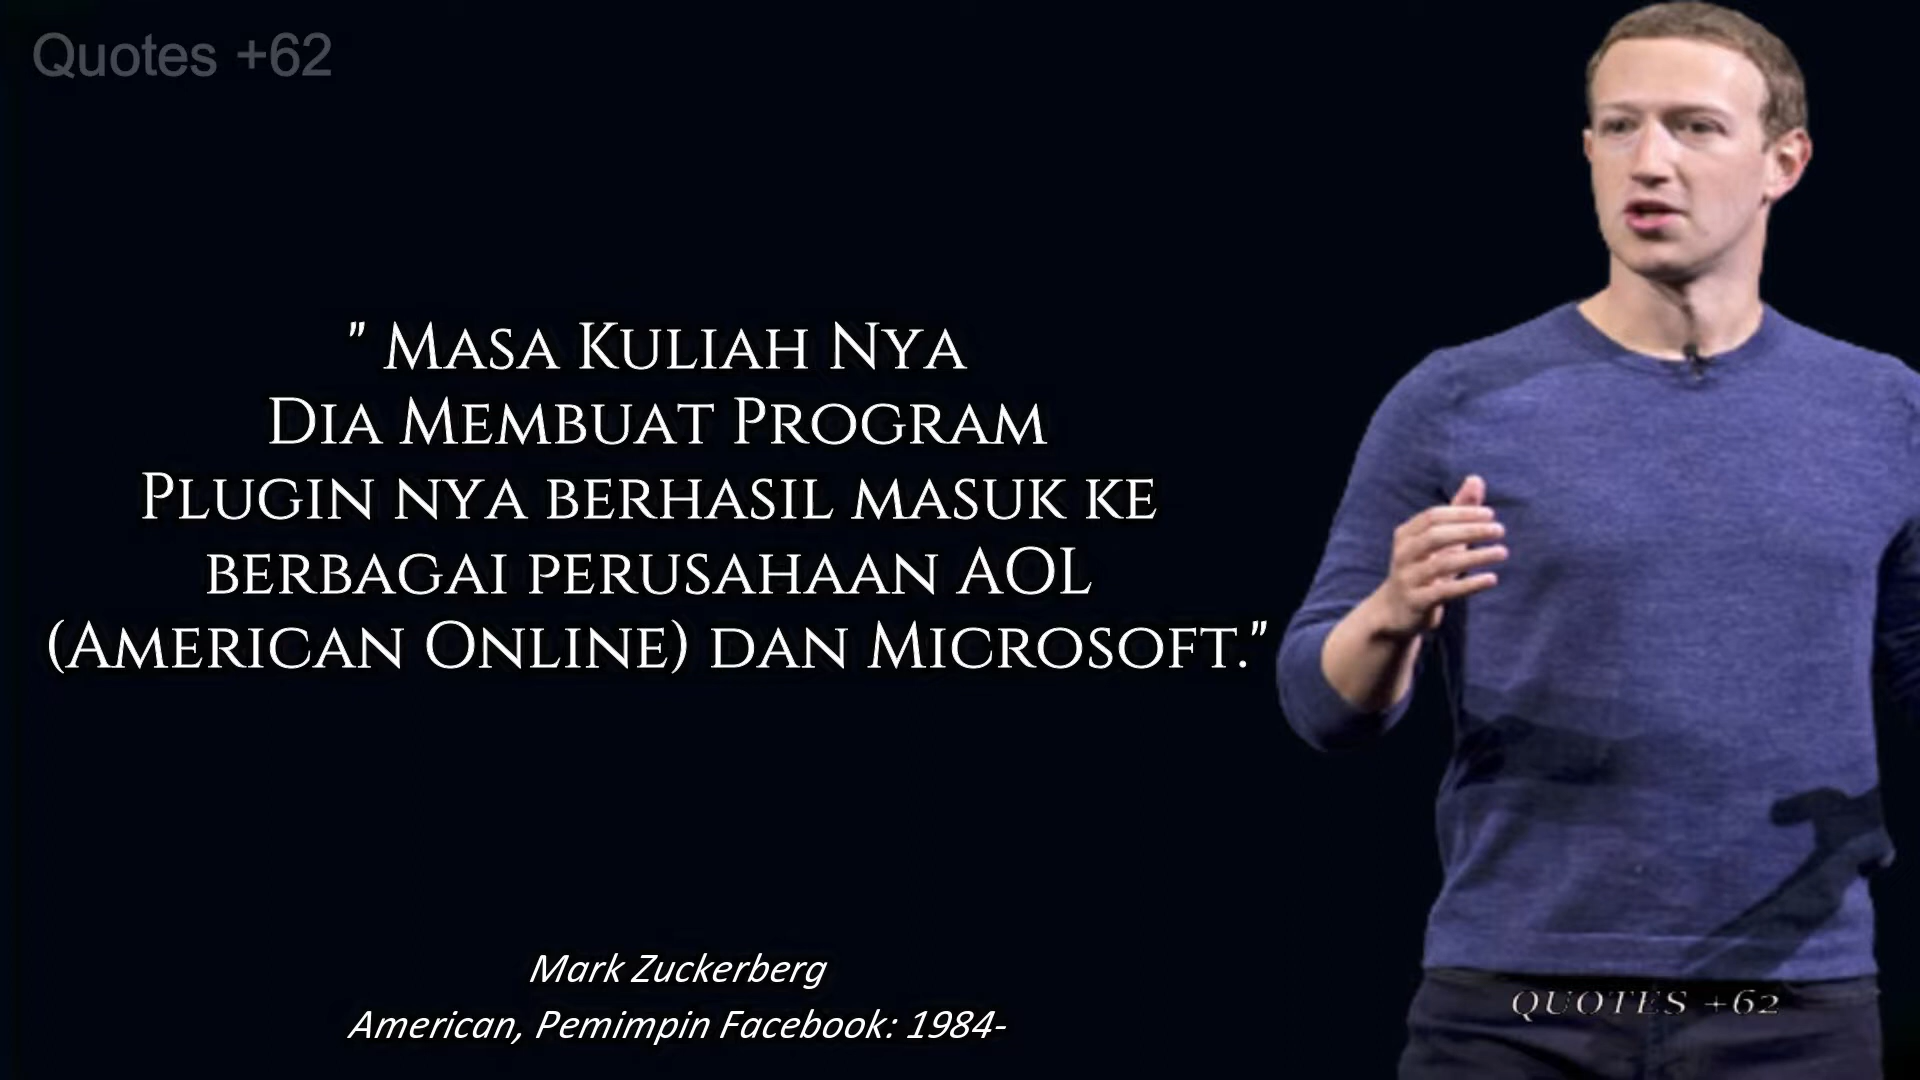 Quotes +62
" Masa Kuliah Nya
Dia Membuat Program
Plugin nya berhasil masuk ke
berbagai perusahaan AOL
(American Online) dan Microsoft."
Mark Zuckerberg
American, Pemimpin Facebook: 1984-
QUOTES +62